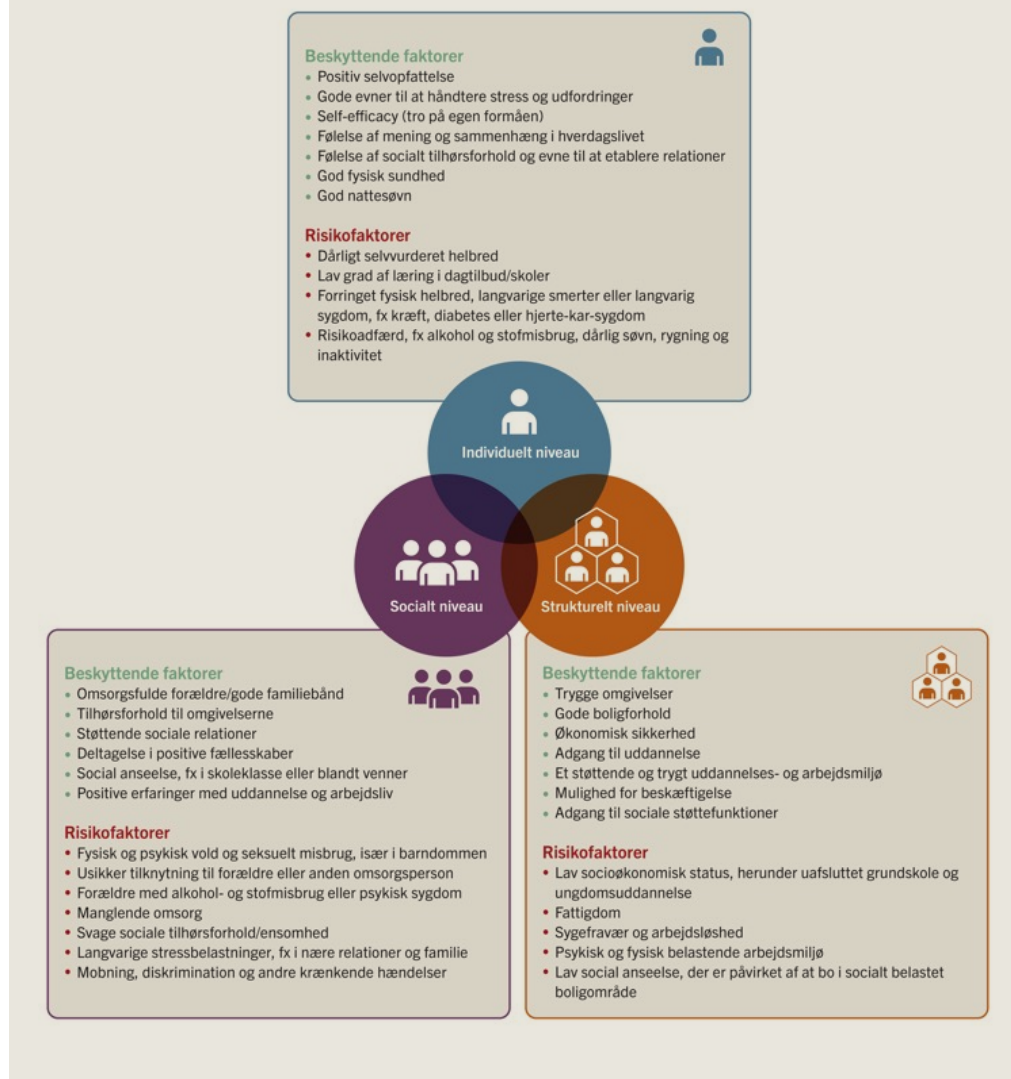 Beskyttende faktorer
• Positiv selvopfattelse
• Gode evner til at håndtere stress og udfordringer
• Self-efficacy (tro på egen formåen)
• Følelse af mening og sammenhæng i hverdagslivet
• Følelse af socialt tilhørsforhold og evne til at etablere relationer
• God fysisk sundhed
• God nattesøvn
Risikofaktorer
• Dårligt selvvurderet helbred
• Lav grad af læring i dagtilbud/skoler
• Forringet fysisk helbred, langvarige smerter eller langvarig
sygdom, fx kræft, diabetes eller hjerte-kar-sygdom
• Risikoadfærd, fx alkohol og stofmisbrug, dårlig søvn, rygning og
inaktivitet
Individuelt niveau
Socialt niveau
Strukturelt niveau
Beskyttende faktorer
• Omsorgsfulde forældre/gode familiebånd
• Tilhørsforhold til omgivelserne
• Støttende sociale relationer
• Deltagelse i positive fællesskaber
• Social anseelse, fx i skoleklasse eller blandt venner
• Positive erfaringer med uddannelse og arbejdsliv
Risikofaktorer
• Fysisk og psykisk vold og seksuelt misbrug, især i barndommen
• Usikker tilknytning til forældre eller anden omsorgsperson
• Forældre med alkohol- og stofmisbrug eller psykisk sygdom
• Manglende omsorg
• Svage sociale tilhørsforhold/ensomhed
• Langvarige stressbelastninger, fx i nære relationer og familie
• Mobning, diskrimination og andre krænkende hændelser
Beskyttende faktorer
• Trygge omgivelser
• Gode boligforhold
• Økonomisk sikkerhed
• Adgang til uddannelse
• Et støttende og trygt uddannelses- og arbejdsmiljø
• Mulighed for beskæftigelse
• Adgang til sociale støttefunktioner
Risikofaktorer
• Lav socioøkonomisk status, herunder uafsluttet grundskole og
ungdomsuddannelse
• Fattigdom
• Sygefravær og arbejdsløshed
• Psykisk og fysisk belastende arbejdsmiljø
• Lav social anseelse, der er påvirket af at bo i socialt belastet
boligområde